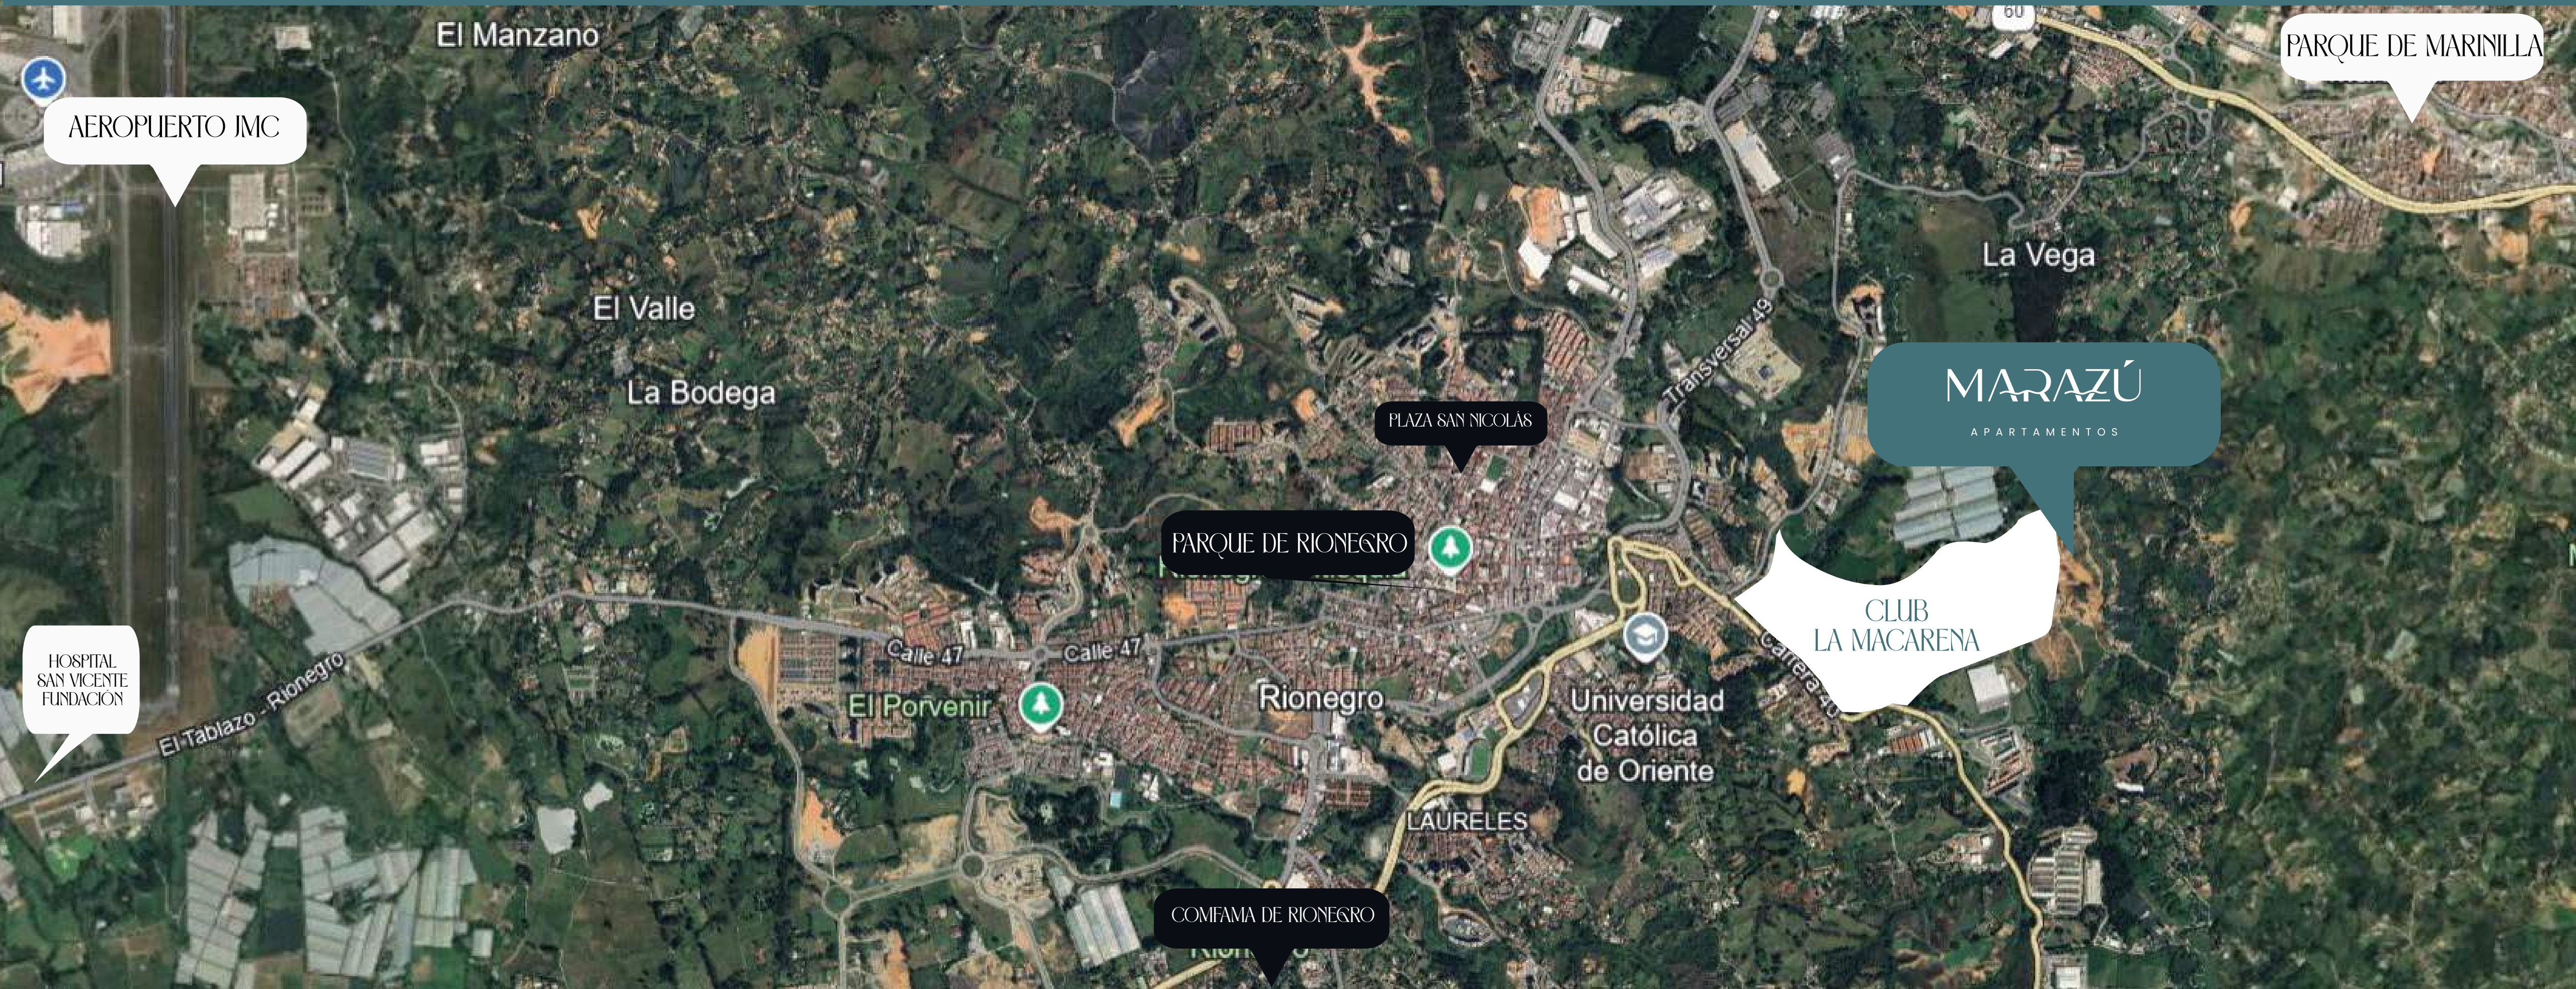 60
El Manzano
PARQUE DE MARINILLA
AEROPUERTO JMC
La Vega
El Valle
Transversal 49
La Bodega
MARAZÚ
APARTAMENTOS
PLAZA SAN NICOLÁS
PARQUE DE RIONEGRO
CLUB
LA MACARENA
Calle 47
Calle 47
Carrera 40
HOSPITAL
SAN VICENTE
FUNDACIÓN
El Tablazo - Rionegro
El Porvenir
Rionegro
Universidad
Católica
de Oriente
LAURELES
COMFAMA DE RIONEGRO